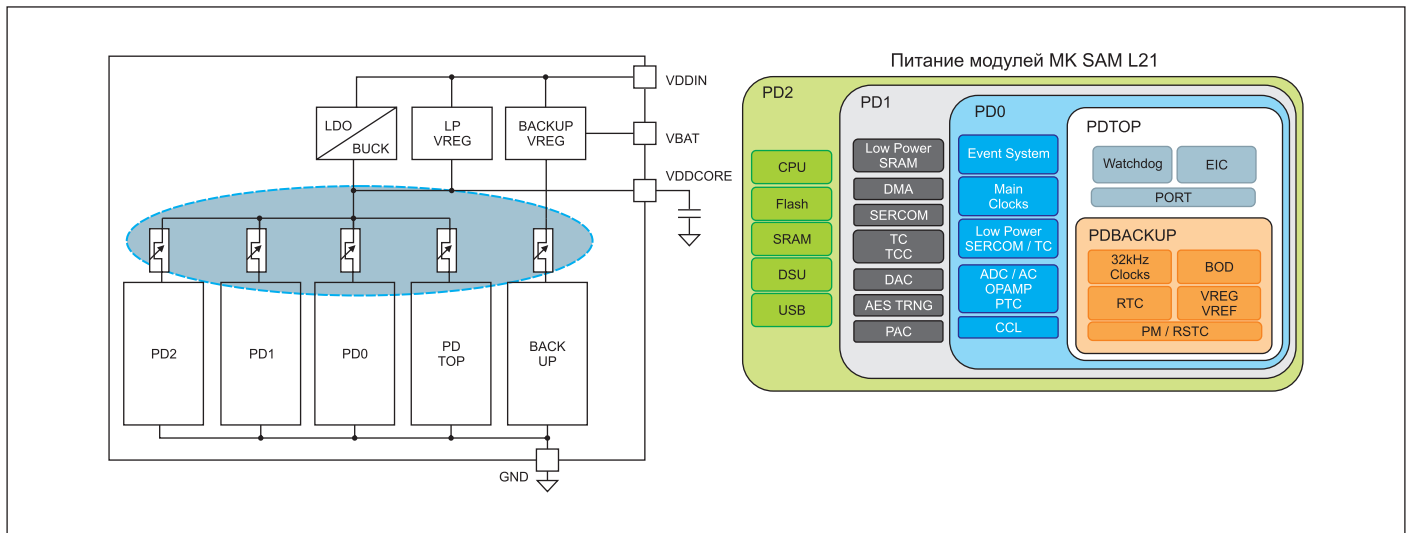 VDDIN
LDO
BUCK
LP
VREG
BACKUP
VREG
VBAT
VDDCORE
PD2
PD1
PD0
PD
TOP
BACK
UP
GND
Питание модулей МК SAM L21
PD2
CPU
Flash
SRAM
DSU
USB
PD1
Low Power
SRAM
DMA
SERCOM
TC
TCC
DAC
AES TRNG
PAC
PD0
Event System
Main
Clocks
Low Power
SERCOM / TC
ADC / AC
OPAMP
PTC
CCL
PDTOP
Watchdog
EIC
PORT
PDBACKUP
32kHz
Clocks
BOD
RTC
VREG
VREF
PM / RSTC